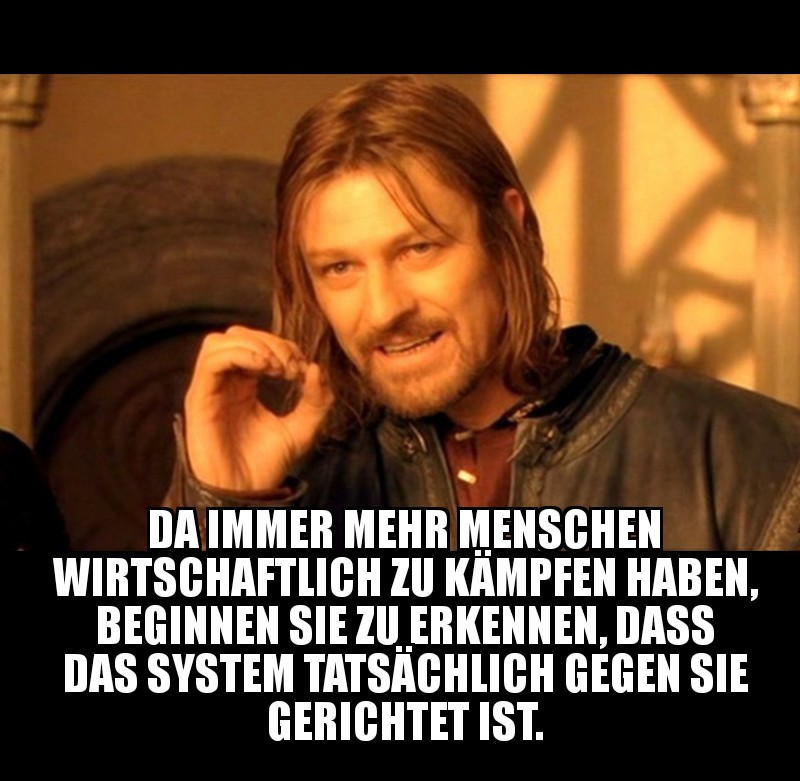 DA IMMER MEHR MENSCHEN
WIRTSCHAFTLICH ZU KÄMPFEN HABEN,
BEGINNEN SIE ZU ERKENNEN, DASS
DAS SYSTEM TATSÄCHLICH GEGEN SIE
GERICHTET IST.